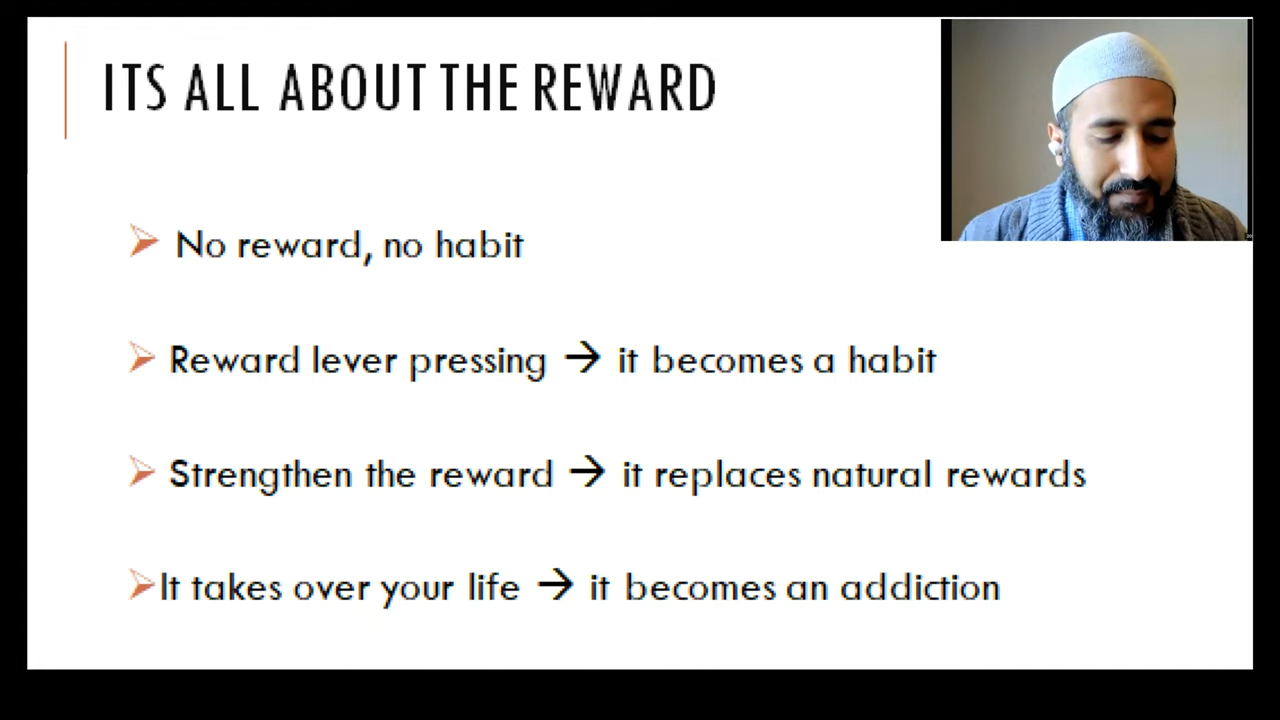 ITS ALL ABOUT THE REWARD
No reward, no habit
Reward lever pressing → it becomes a habit
Strengthen the reward → it replaces natural rewards
It takes over your life → it becomes an addiction